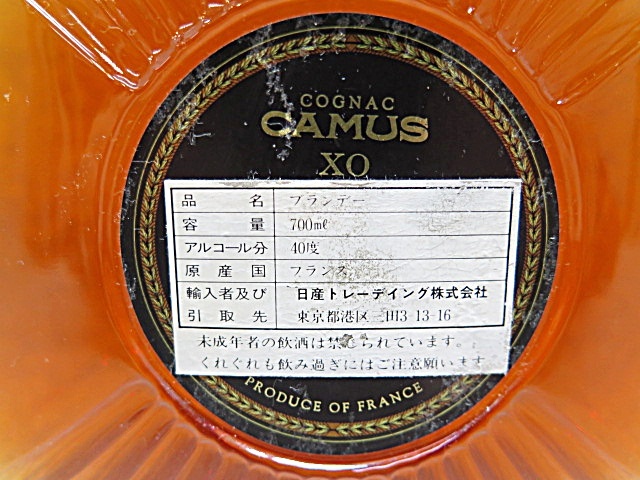 COGNAC
CAMUS
XO
品名 ブランデー
容量 700ml
アルコール分 40度
原産国 フランス
輸入者及び 日産トレーデイング株式会社
引取先 東京都港区三田3-13-16
未成年者の飲酒は禁じられています。
くれぐれも飲み過ぎにはご注意願います
PRODUCE OF FRANCE